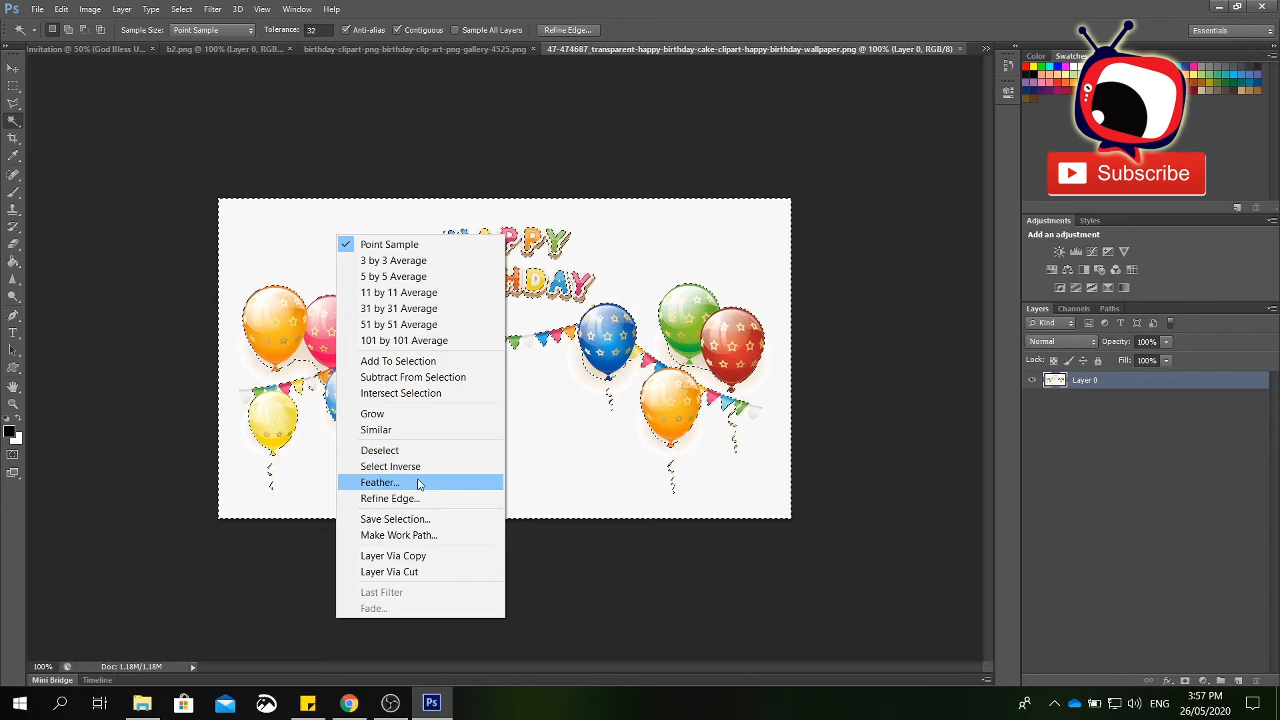 Ps File Edit Image Layer Type Select Filter 3D View Window Help
Sample Size: Point Sample Tolerance: 32 Anti-alias Contiguous Sample All Layers Refine Edge... Essentials
Invitation @ 50% (God Bless U... × b2.png @ 100% (Layer 0, RGB/8... × birthday-clipart-png-birthday-clip-art-png-gallery-4525.png × 47-474687_transparent-happy-birthday-cake-clipart-happy-birthday-wallpaper.png @ 100% (Layer 0, RGB/8) ×
Color Swatches
Subscribe
Adjustments Styles
Add an adjustment
Layers Channels Paths
Kind
Normal Opacity: 100%
Lock: Fill: 100%
Layer 0
HAPPY
HDAY
Point Sample
3 by 3 Average
5 by 5 Average
11 by 11 Average
31 by 31 Average
51 by 51 Average
101 by 101 Average
Add To Selection
Subtract From Selection
Intersect Selection
Grow
Similar
Deselect
Select Inverse
Feather...
Refine Edge...
Save Selection...
Make Work Path...
Layer Via Copy
Layer Via Cut
Last Filter
Fade...
100% Doc: 1.18M/1.18M
Mini Bridge Timeline
Ps
3:57 PM
26/05/2020